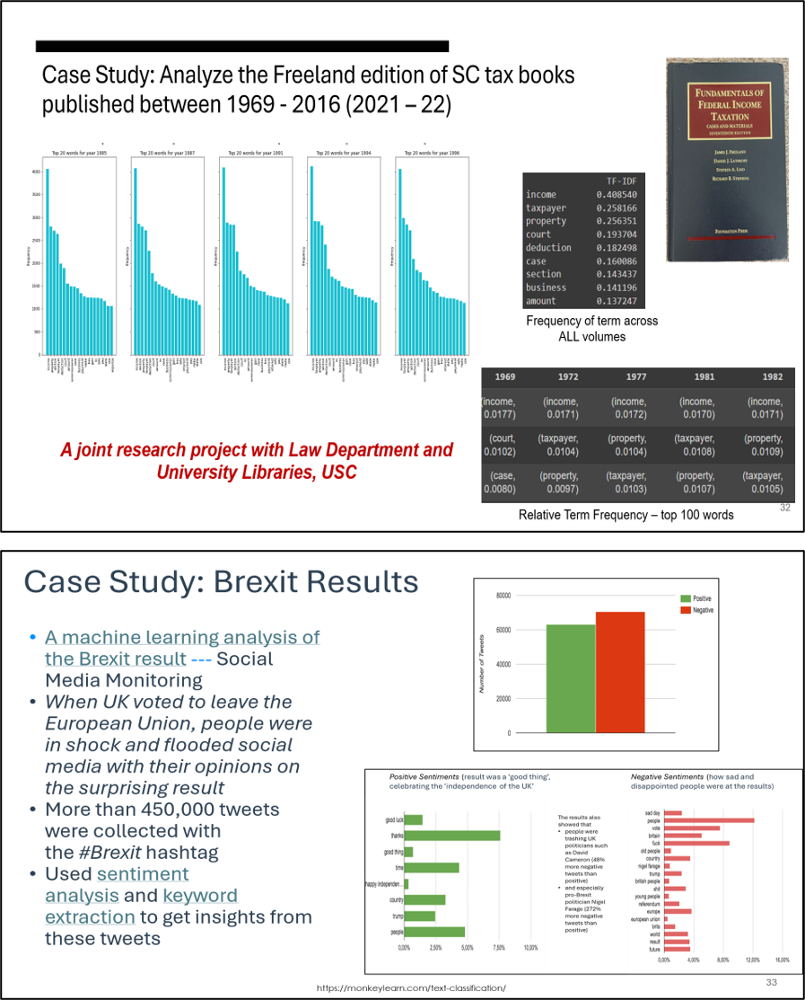 Case Study: Analyze the Freeland edition of SC tax books
published between 1969 - 2016 (2021 – 22)
FUNDAMENTALS OF
FEDERAL INCOME
TAXATION
CASES AND MATERIALS
SEVENTEENTH EDITION
JAMES J. FREELAND
DANIEL J. LATHROPE
STEPHEN A. LIND
RICHARD B. STEPHENS
FOUNDATION PRESS
Top 20 words for year 1985
Top 20 words for year 1987
Top 20 words for year 1991
Top 20 words for year 1994
Top 20 words for year 1996
Frequency
4000
3500
3000
2500
2000
1500
1000
500
0
TF-IDF
income 0.408540
taxpayer 0.258166
property 0.256351
court 0.193704
deduction 0.182498
case 0.160086
section 0.143437
business 0.141196
amount 0.137247
Frequency of term across
ALL volumes
1969 1972 1977 1981 1982
(income, (income, (income, (income, (income,
0.0177) 0.0171) 0.0172) 0.0170) 0.0171)
(court, (taxpayer, (property, (taxpayer, (property,
0.0102) 0.0104) 0.0104) 0.0108) 0.0109)
(case, (property, (taxpayer, (property, (taxpayer,
0.0080) 0.0097) 0.0103) 0.0107) 0.0105)
Relative Term Frequency – top 100 words
A joint research project with Law Department and
University Libraries, USC
32
Case Study: Brexit Results
• A machine learning analysis of
the Brexit result --- Social
Media Monitoring
• When UK voted to leave the
European Union, people were
in shock and flooded social
media with their opinions on
the surprising result
• More than 450,000 tweets
were collected with
the #Brexit hashtag
• Used sentiment
analysis and keyword
extraction to get insights from
these tweets
Number of Tweets
80000
60000
40000
20000
0
Positive
Negative
Positive Sentiments (result was a 'good thing',
celebrating the 'independence of the UK'
good luck
thanks
good thing
time
happy independen...
country
trump
people
0,00% 2,50% 5,00% 7,50% 10,00%
The results also
showed that
• people were
trashing UK
politicians such
as David
Cameron (48%
more negative
tweets than
positive)
• and especially
pro-Brexit
politician Nigel
Farage (272%
more negative
tweets than
positive)
Negative Sentiments (how sad and
disappointed people were at the results)
sad day
people
vote
britain
fuck
old people
country
nigel farage
trump
british people
shit
young people
referendum
europe
european union
brits
world
result
future
0,00% 4,00% 8,00% 12,00% 16,00%
https://monkeylearn.com/text-classification/
33